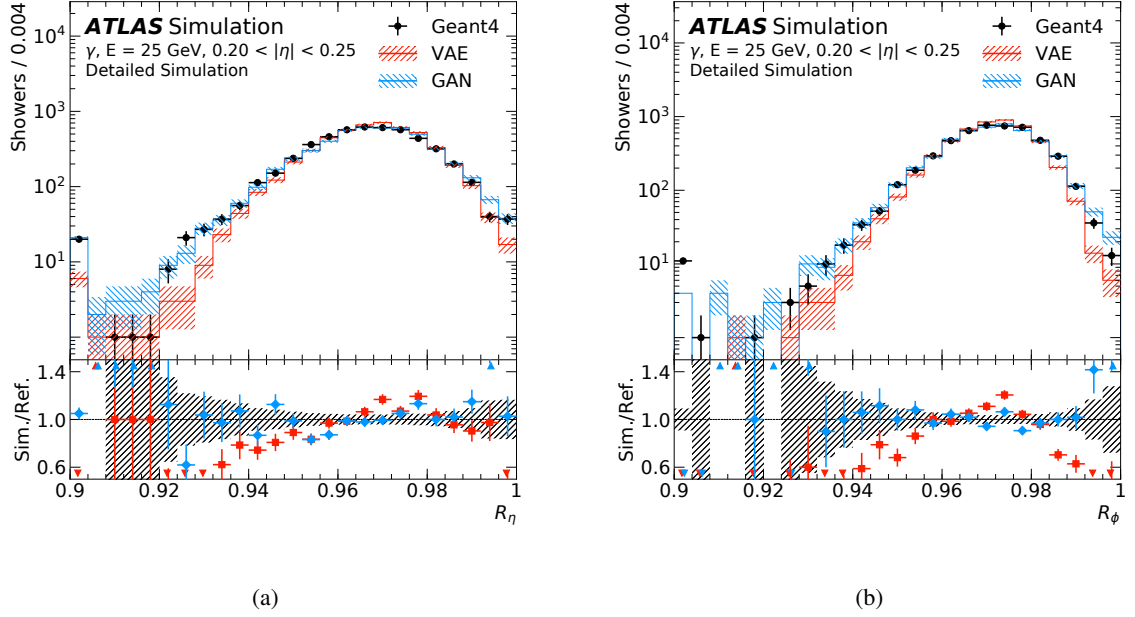 ATLAS Simulation
γ, E = 25 GeV, 0.20 < |η| < 0.25
Detailed Simulation
Geant4
VAE
GAN
Showers / 0.004
10⁴
10³
10²
10¹
Sim./Ref.
1.4
1.0
0.6
0.9 0.92 0.94 0.96 0.98 1
R_η
(a)
ATLAS Simulation
γ, E = 25 GeV, 0.20 < |η| < 0.25
Detailed Simulation
Geant4
VAE
GAN
Showers / 0.004
10⁴
10³
10²
10¹
Sim./Ref.
1.4
1.0
0.6
0.9 0.92 0.94 0.96 0.98 1
R_ϕ
(b)